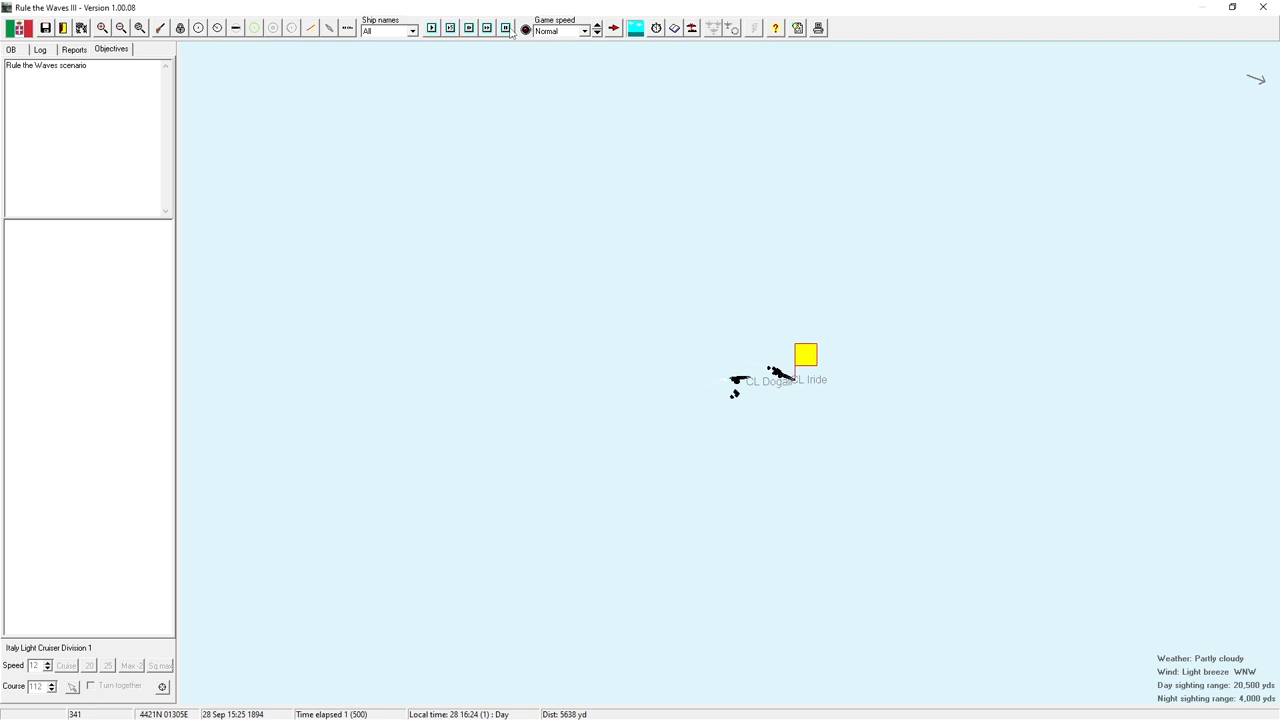 Rule the Waves III - Version 1.00.08
Ship names
All
Game speed
Normal
OB Log Reports Objectives
Rule the Waves scenario
CL Iride
Italy Light Cruiser Division 1
Speed 12 Cruise 20 25 Max -2 Sq max
Course 112 Turn together
Weather: Partly cloudy
Wind: Light breeze WNW
Day sighting range: 20,500 yds
Night sighting range: 4,000 yds
341 4421N 01305E 28 Sep 15:25 1894 Time elapsed 1 (500) Local time: 28 16:24 (1) : Day Dist: 5638 yd